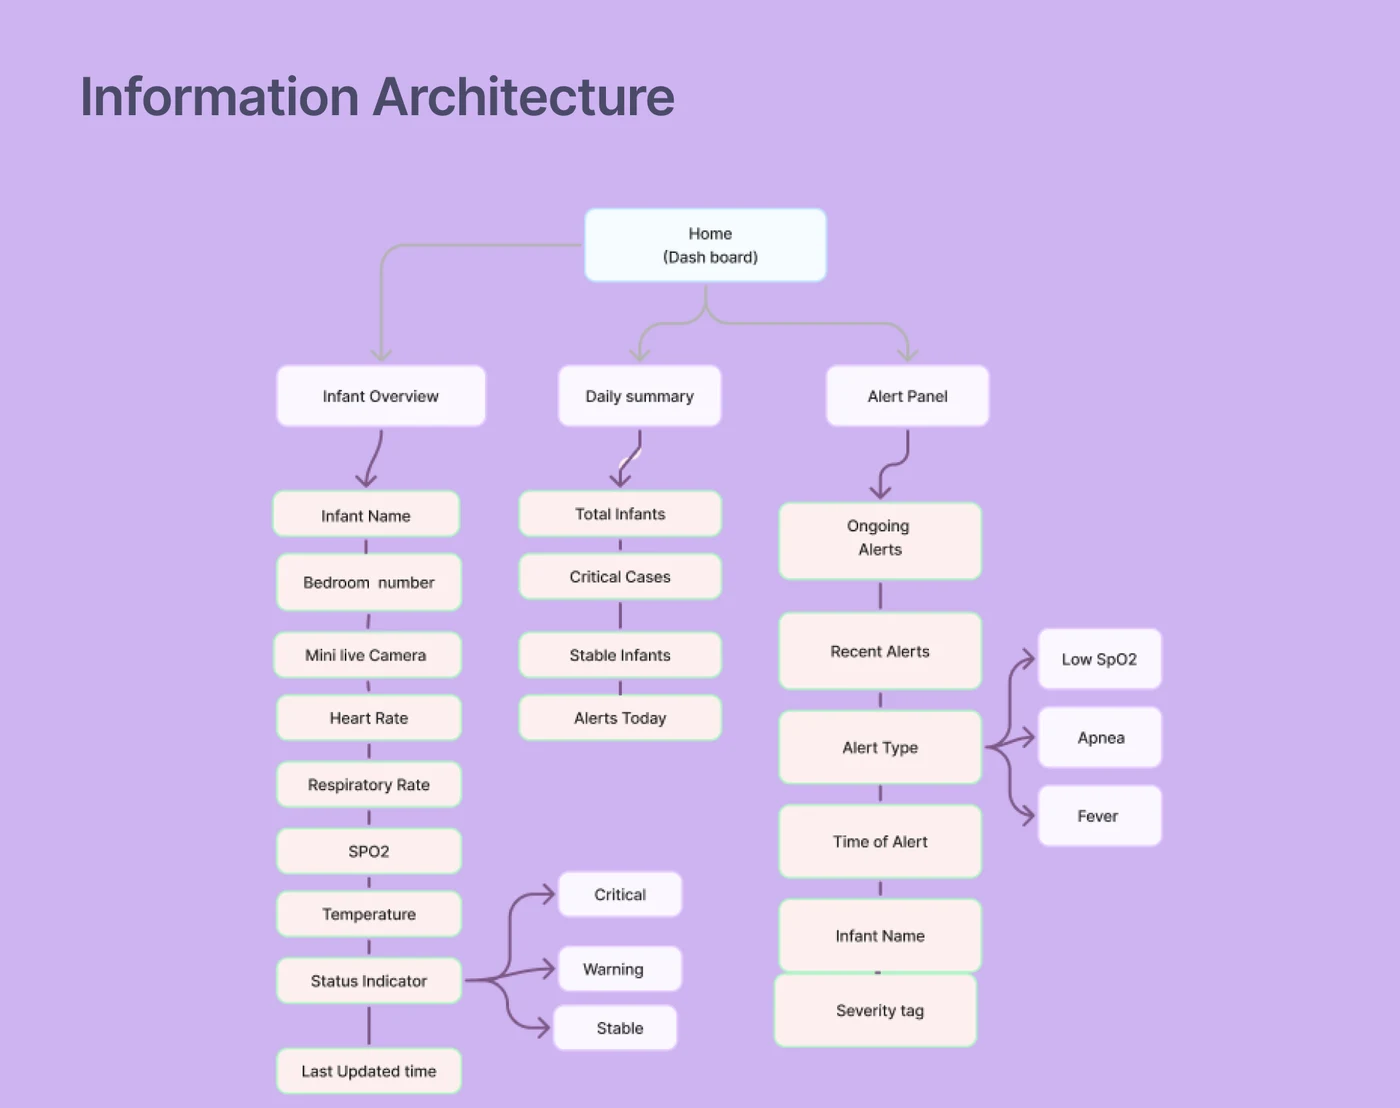 Information Architecture
Home
(Dash board)
Infant Overview
Daily summary
Alert Panel
Infant Name
Bedroom number
Mini live Camera
Heart Rate
Respiratory Rate
SPO2
Temperature
Status Indicator
Last Updated time
Critical
Warning
Stable
Total Infants
Critical Cases
Stable Infants
Alerts Today
Ongoing
Alerts
Recent Alerts
Alert Type
Time of Alert
Infant Name
Severity tag
Low SpO2
Apnea
Fever